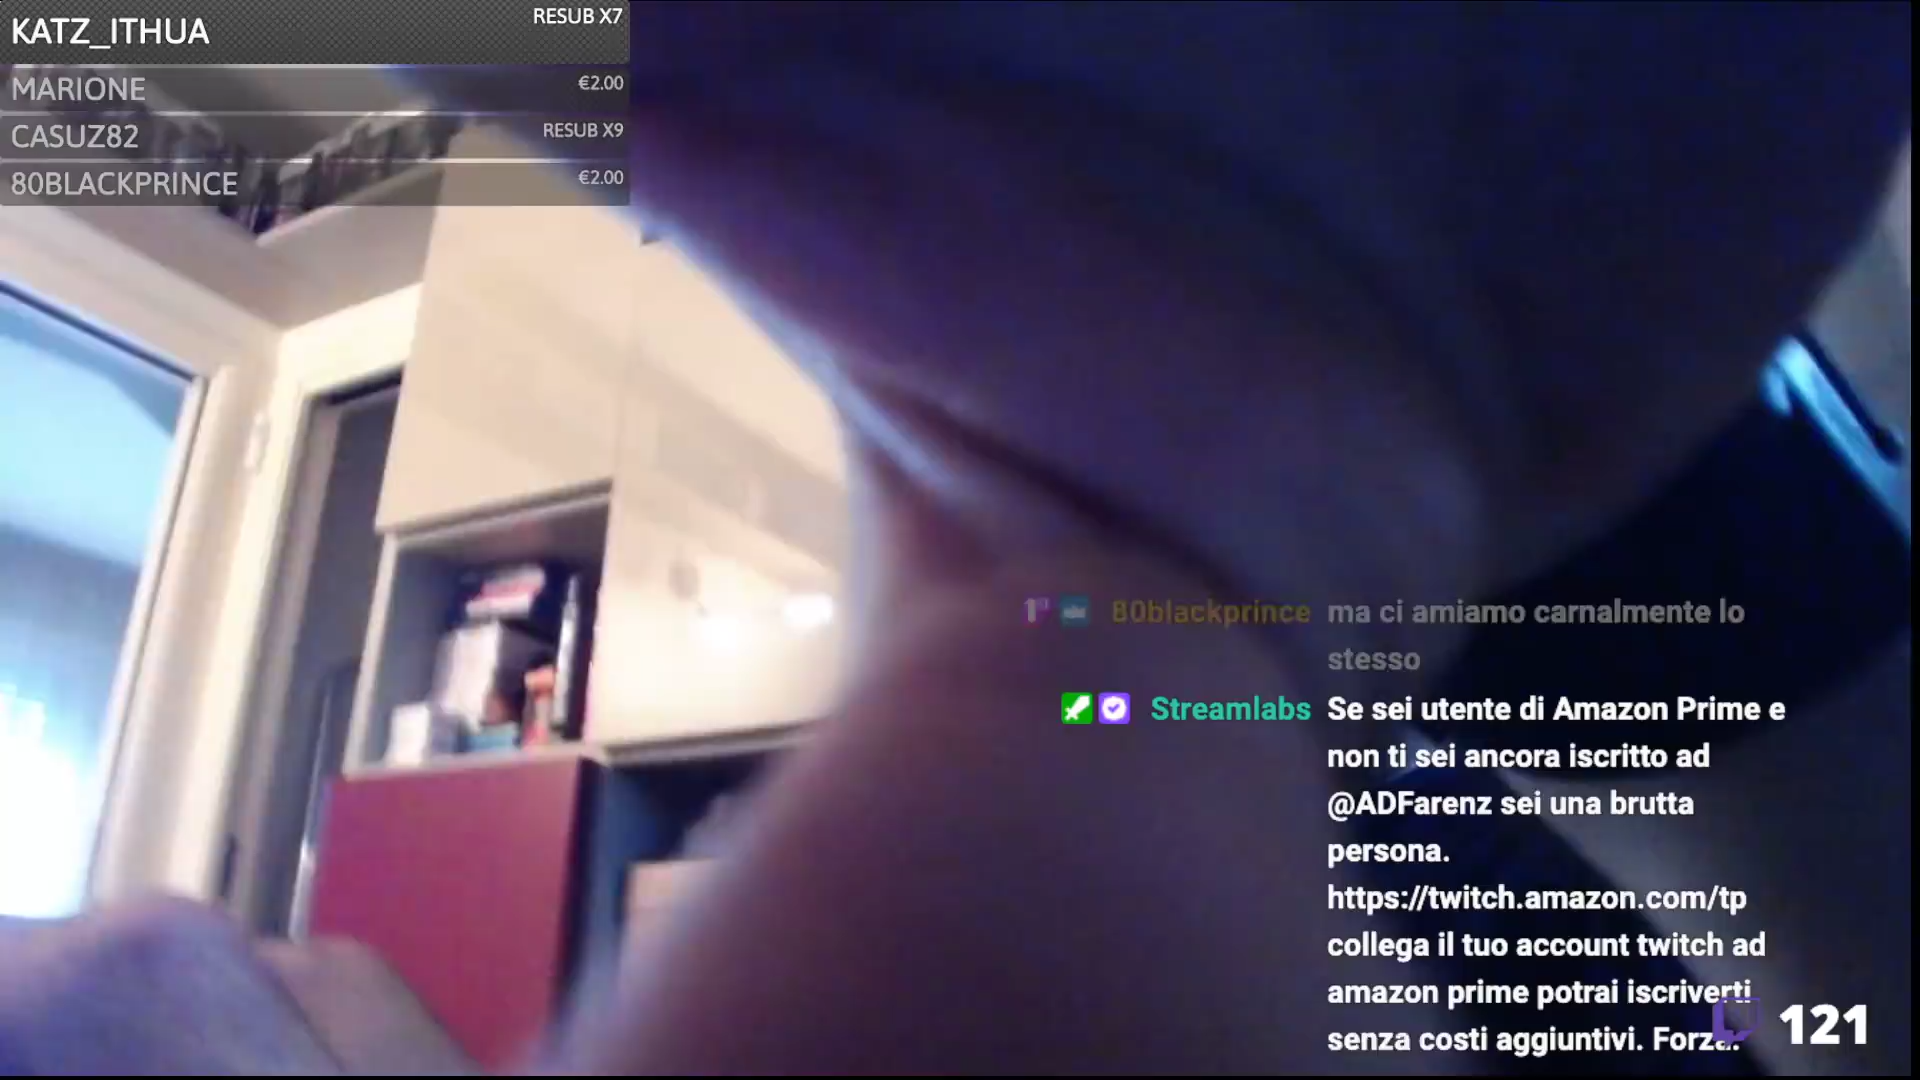 KATZ_ITHUA RESUB X7
MARIONE €2.00
CASUZ82 RESUB X9
80BLACKPRINCE €2.00
80blackprince ma ci amiamo carnalmente lo
stesso
Streamlabs Se sei utente di Amazon Prime e
non ti sei ancora iscritto ad
@ADFarenz sei una brutta
persona.
https://twitch.amazon.com/tp
collega il tuo account twitch ad
amazon prime potrai iscriverti
senza costi aggiuntivi. Forza.
121